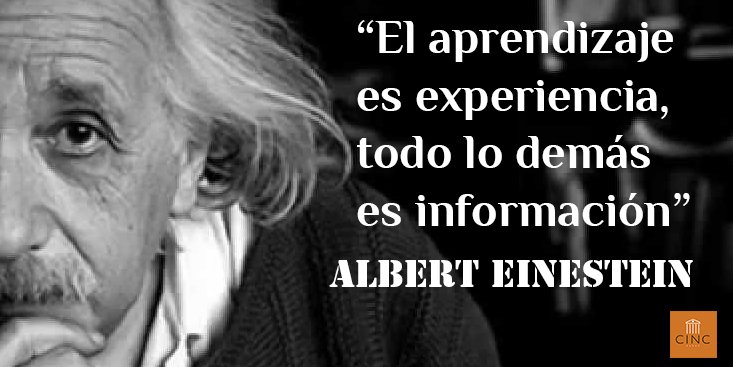 “El aprendizaje
es experiencia,
todo lo demás
es información”
ALBERT EINESTEIN
CINC